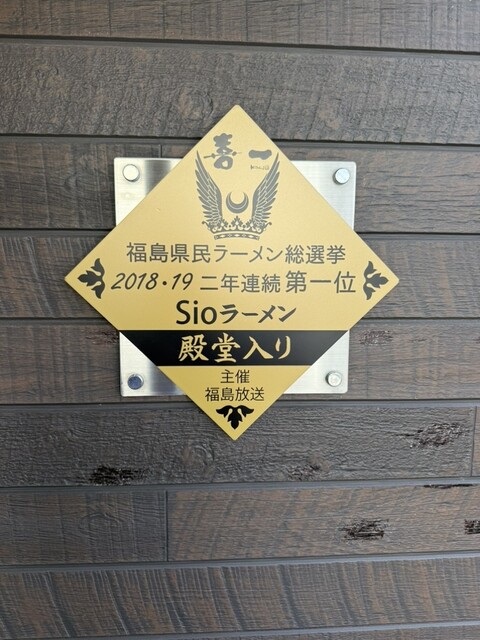 喜一
福島県民ラーメン総選挙
2018・19 二年連続 第一位
Sioラーメン
殿堂入り
主催
福島放送